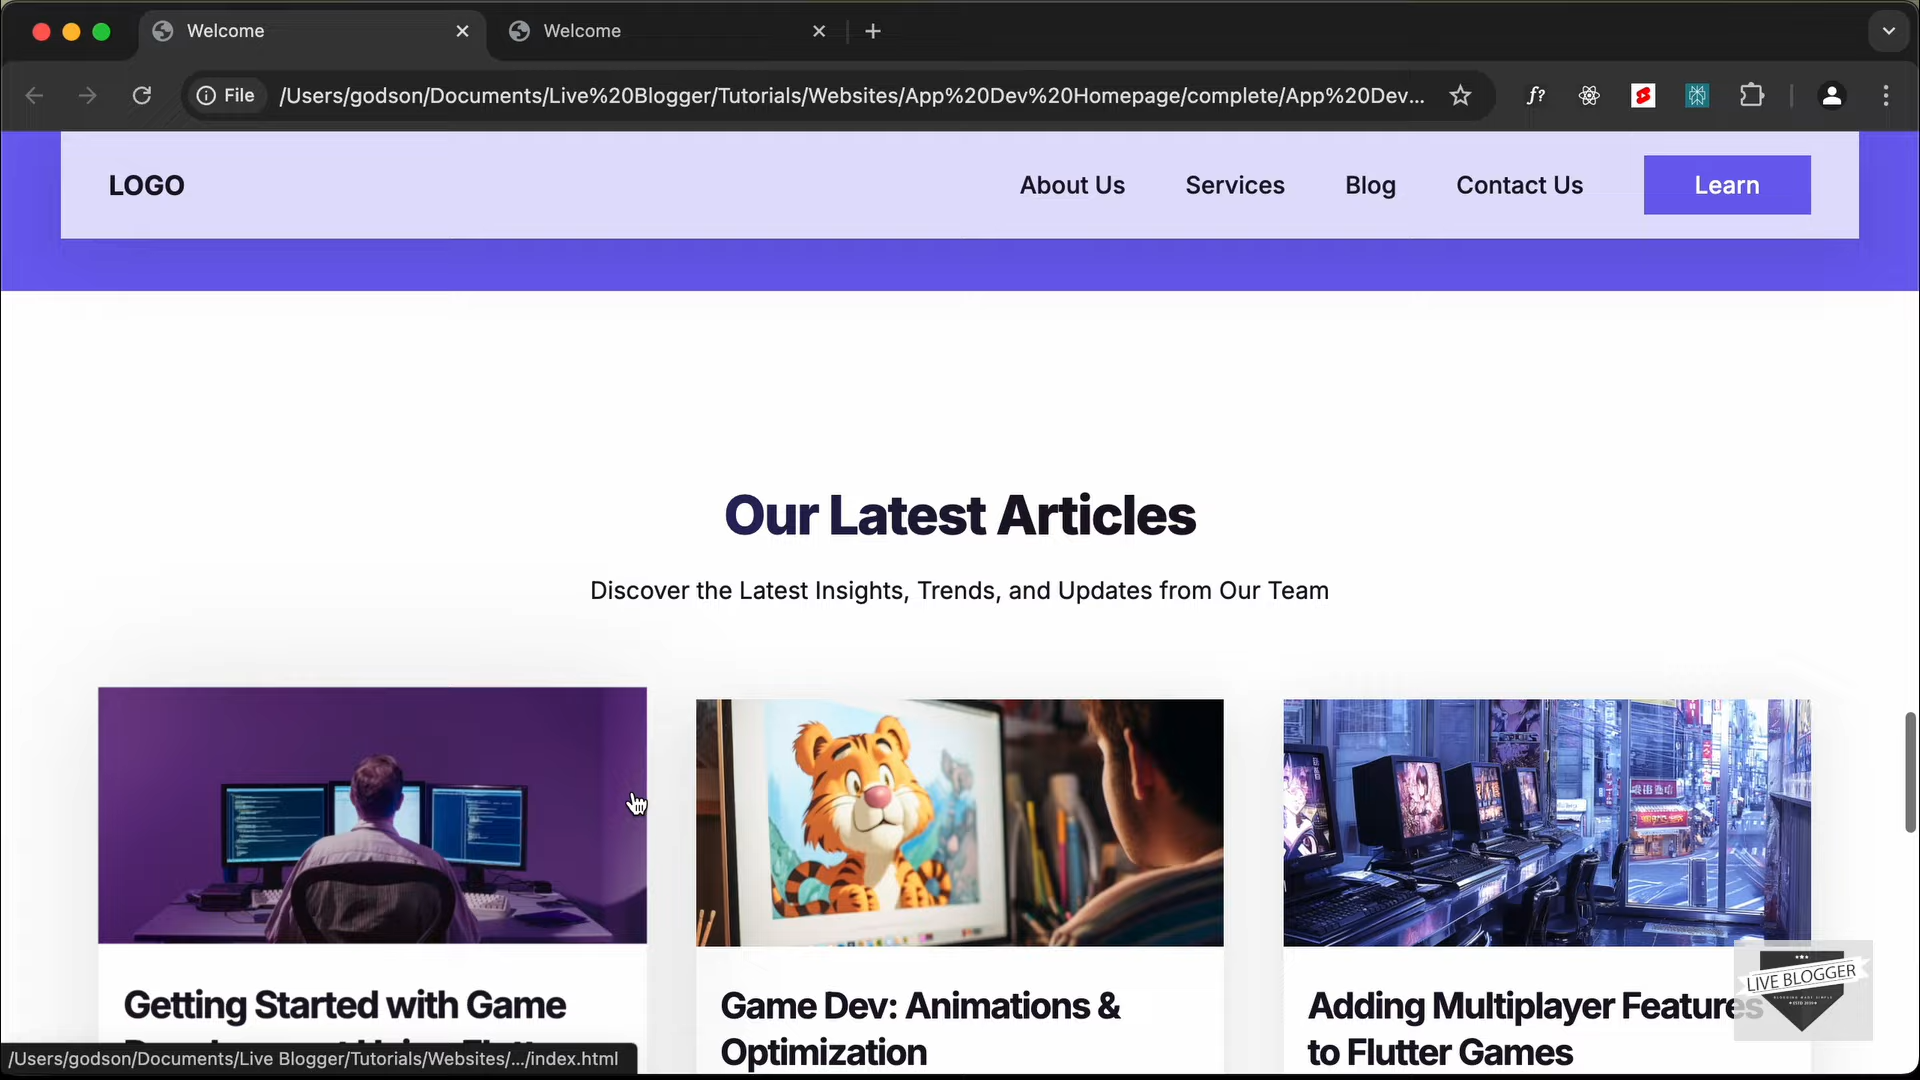 Welcome
Welcome
File
/Users/godson/Documents/Live%20Blogger/Tutorials/Websites/App%20Dev%20Homepage/complete/App%20Dev...
f?
LOGO
About Us
Services
Blog
Contact Us
Learn
Our Latest Articles
Discover the Latest Insights, Trends, and Updates from Our Team
Getting Started with Game
Game Dev: Animations &
Optimization
Adding Multiplayer Features
to Flutter Games
LIVE BLOGGER
/Users/godson/Documents/Live Blogger/Tutorials/Websites/.../index.html